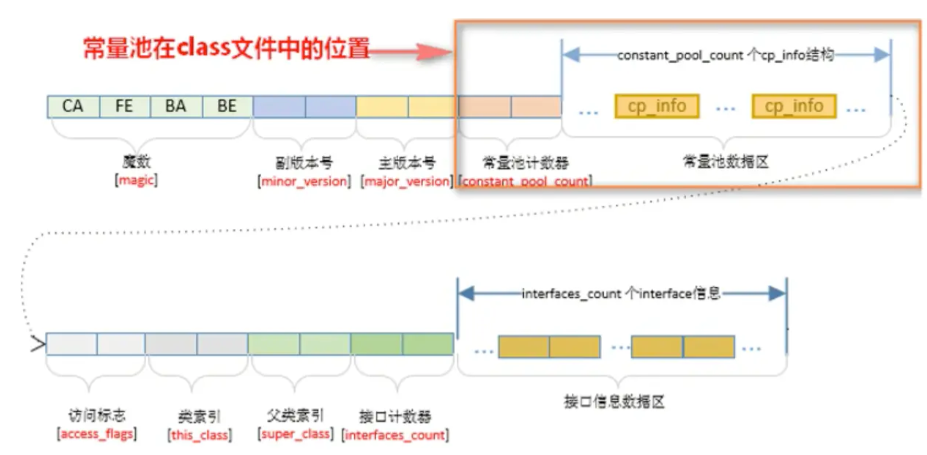 常量池在class文件中的位置
constant_pool_count 个cp_info结构
CA FE BA BE ... cp_info ... cp_info ...
魔数 副版本号 主版本号 常量池计数器 常量池数据区
[magic] [minor_version] [major_version] [constant_pool_count]
interfaces_count 个interface信息
... ... ...
访问标志 类索引 父类索引 接口计数器 接口信息数据区
[access_flags] [this_class] [super_class] [interfaces_count]